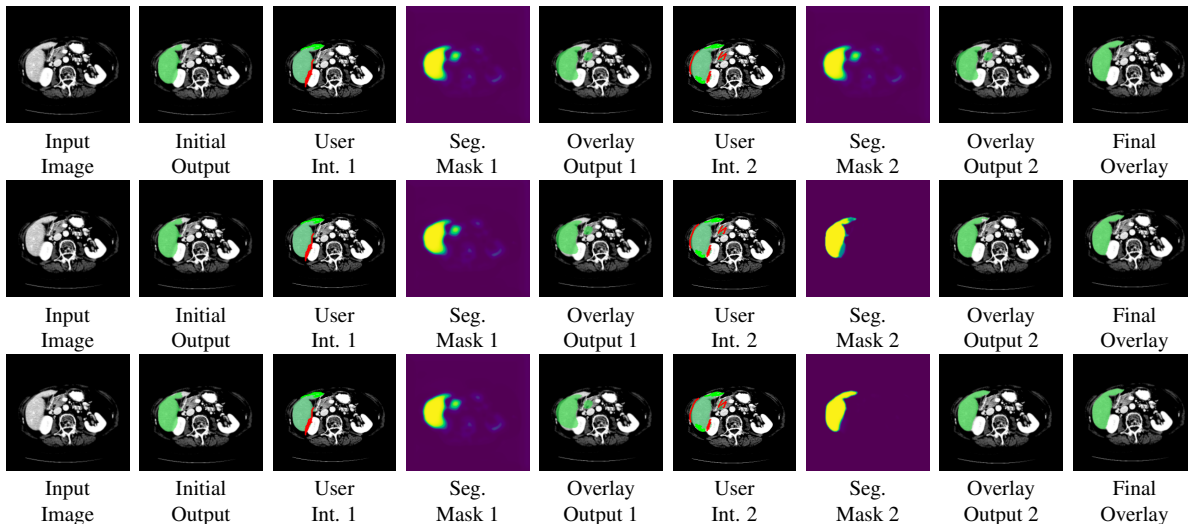 Input Initial User Seg. Overlay User Seg. Overlay Final
Image Output Int. 1 Mask 1 Output 1 Int. 2 Mask 2 Output 2 Overlay
Input Initial User Seg. Overlay User Seg. Overlay Final
Image Output Int. 1 Mask 1 Output 1 Int. 2 Mask 2 Output 2 Overlay
Input Initial User Seg. Overlay User Seg. Overlay Final
Image Output Int. 1 Mask 1 Output 1 Int. 2 Mask 2 Output 2 Overlay